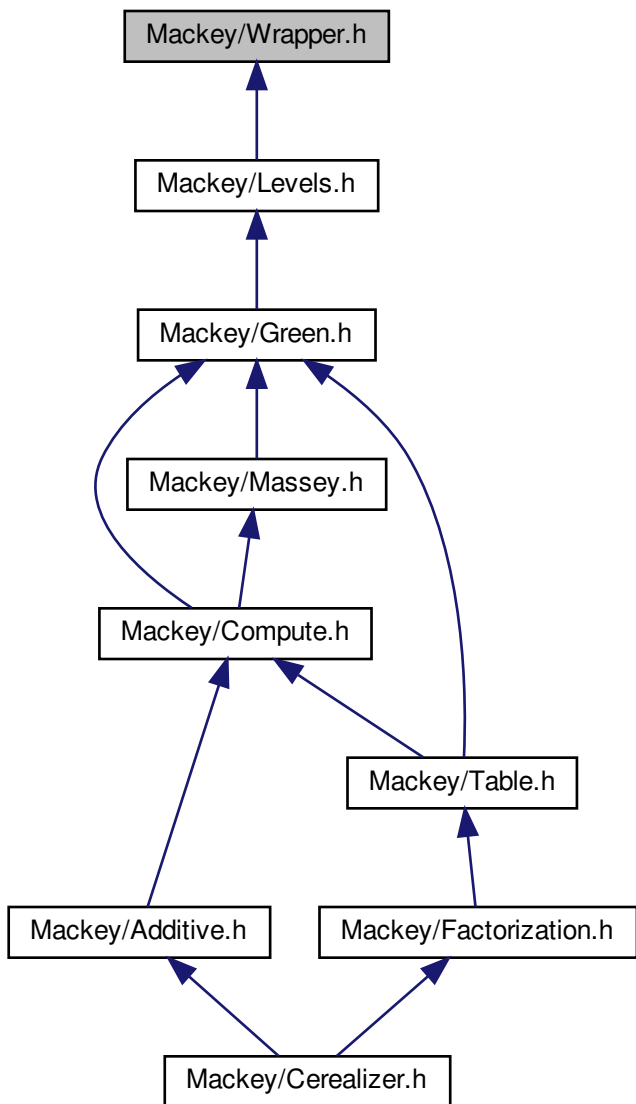 Mackey/Wrapper.h
Mackey/Levels.h
Mackey/Green.h
Mackey/Massey.h
Mackey/Compute.h
Mackey/Table.h
Mackey/Additive.h
Mackey/Factorization.h
Mackey/Cerealizer.h